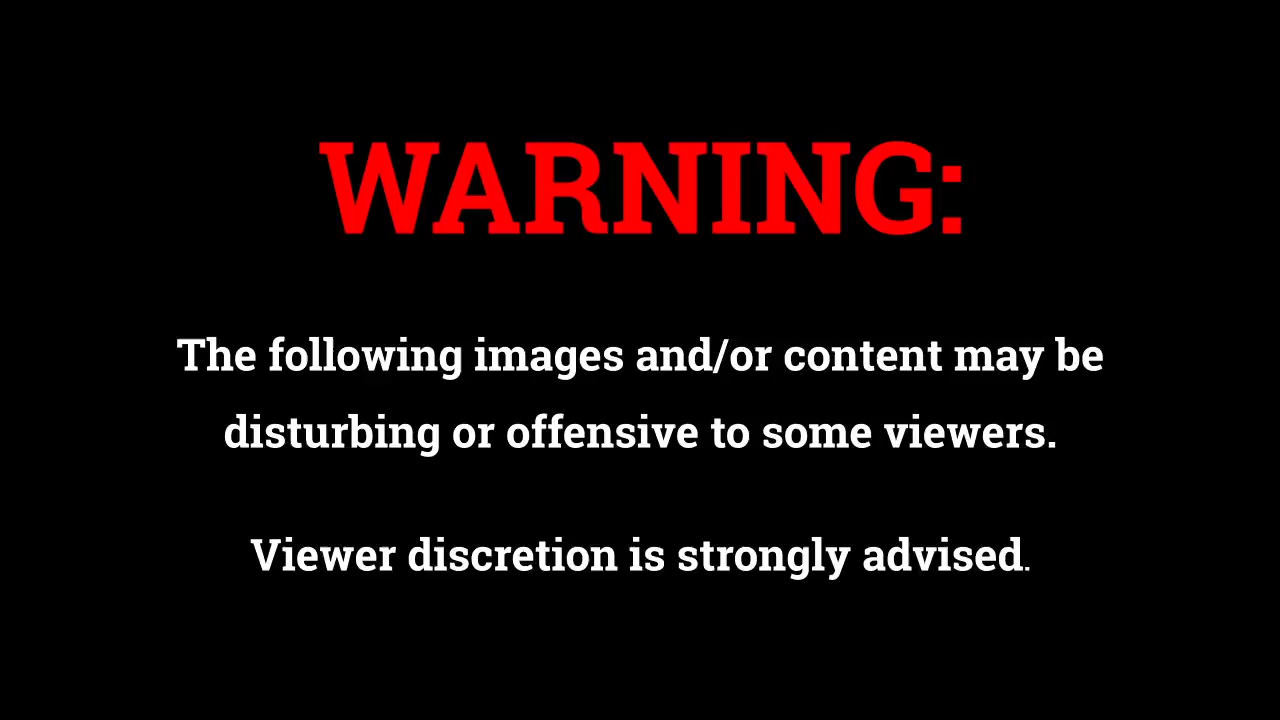 WARNING:
The following images and/or content may be
disturbing or offensive to some viewers.
Viewer discretion is strongly advised.